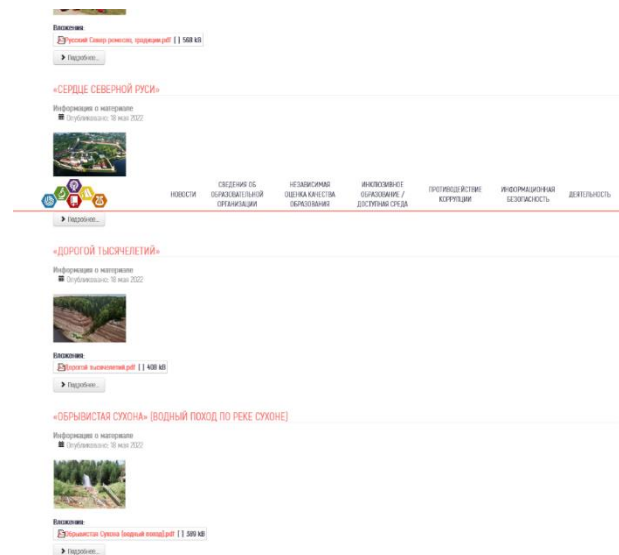 Вложения:
Русский Север ремесло, традиции.pdf [ ] 568 kB
Подробнее...
«СЕРДЦЕ СЕВЕРНОЙ РУСИ»
Информация о материале
Опубликовано: 18 мая 2022
НОВОСТИ
СВЕДЕНИЯ ОБ
ОБРАЗОВАТЕЛЬНОЙ
ОРГАНИЗАЦИИ
НЕЗАВИСИМАЯ
ОЦЕНКА КАЧЕСТВА
ОБРАЗОВАНИЯ
ИНКЛЮЗИВНОЕ
ОБРАЗОВАНИЕ /
ДОСТУПНАЯ СРЕДА
ПРОТИВОДЕЙСТВИЕ
КОРРУПЦИИ
ИНФОРМАЦИОННАЯ
БЕЗОПАСНОСТЬ
ДЕЯТЕЛЬНОСТЬ
Подробнее...
«ДОРОГОЙ ТЫСЯЧЕЛЕТИЙ»
Информация о материале
Опубликовано: 18 мая 2022
Вложения:
Дорогой тысячелетий.pdf [ ] 408 kB
Подробнее...
«ОБРЫВИСТАЯ СУХОНА» (ВОДНЫЙ ПОХОД ПО РЕКЕ СУХОНЕ)
Информация о материале
Опубликовано: 18 мая 2022
Вложения:
Обрывистая Сухона (водный поход).pdf [ ] 389 kB
Подробнее...